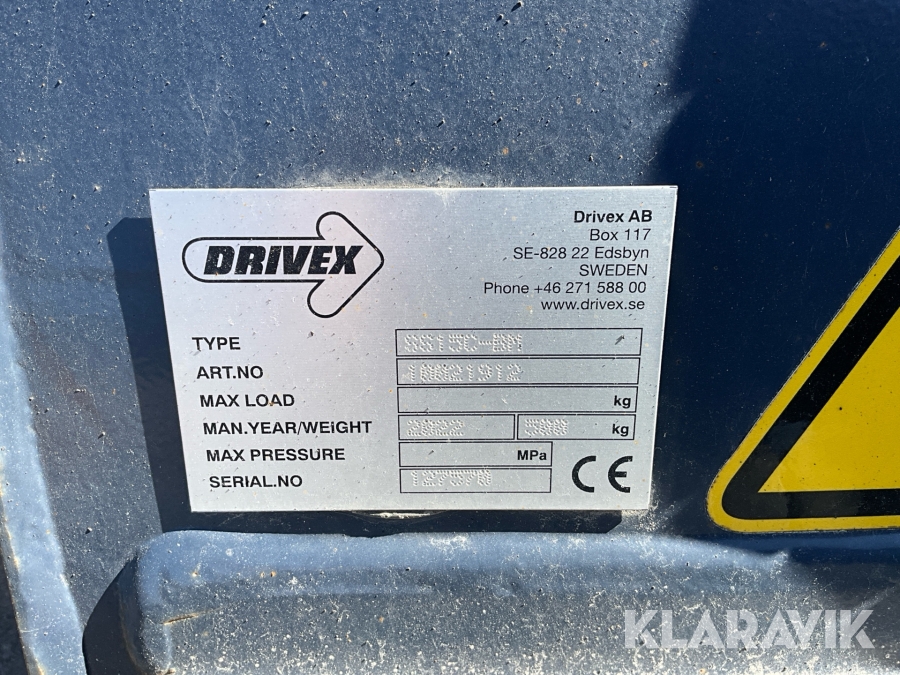 DRIVEX
Drivex AB
Box 117
SE-828 22 Edsbyn
SWEDEN
Phone +46 271 588 00
www.drivex.se
TYPE
ART.NO
MAX LOAD kg
MAN.YEAR/WEIGHT 2022 kg
MAX PRESSURE MPa
SERIAL.NO
CE
KLARAVIK